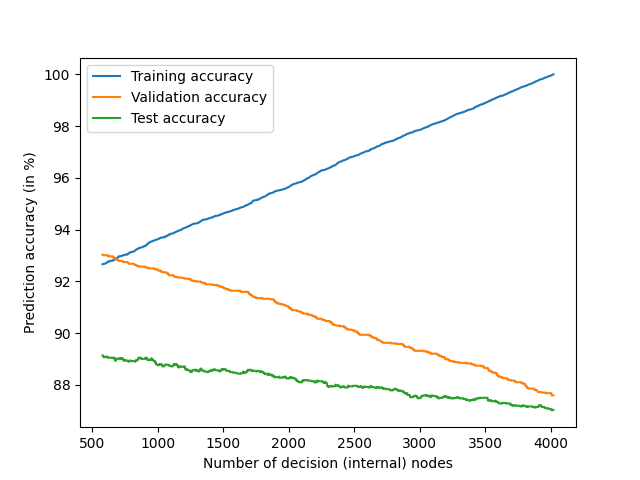 Training accuracy
Validation accuracy
Test accuracy
Prediction accuracy (in %)
100
98
96
94
92
90
88
500 1000 1500 2000 2500 3000 3500 4000
Number of decision (internal) nodes